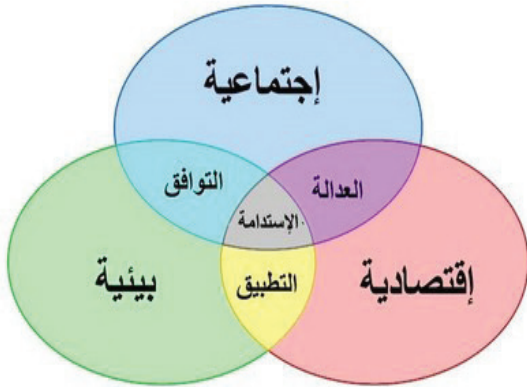 إجتماعية
العدالة
التوافق
الإستدامة
إقتصادية
التطبيق
بيئية